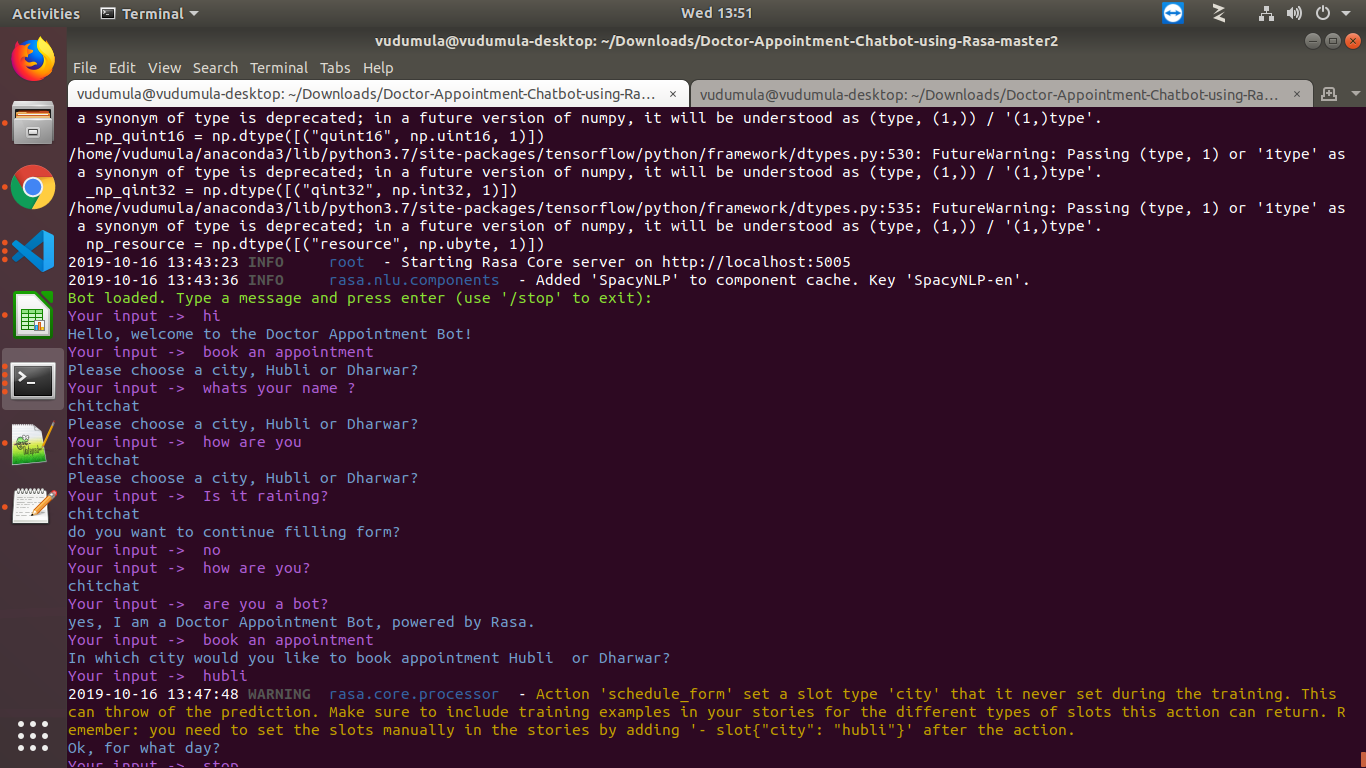 Activities
Terminal
Wed 13:51
vudumula@vudumula-desktop: ~/Downloads/Doctor-Appointment-Chatbot-using-Rasa-master2
File Edit View Search Terminal Tabs Help
vudumula@vudumula-desktop: ~/Downloads/Doctor-Appointment-Chatbot-using-Ra... ×
vudumula@vudumula-desktop: ~/Downloads/Doctor-Appointment-Chatbot-using-Ra... ×
a synonym of type is deprecated; in a future version of numpy, it will be understood as (type, (1,)) / '(1,)type'.
_np_quint16 = np.dtype([("quint16", np.uint16, 1)])
/home/vudumula/anaconda3/lib/python3.7/site-packages/tensorflow/python/framework/dtypes.py:530: FutureWarning: Passing (type, 1) or '1type' as
a synonym of type is deprecated; in a future version of numpy, it will be understood as (type, (1,)) / '(1,)type'.
_np_qint32 = np.dtype([("qint32", np.int32, 1)])
/home/vudumula/anaconda3/lib/python3.7/site-packages/tensorflow/python/framework/dtypes.py:535: FutureWarning: Passing (type, 1) or '1type' as
a synonym of type is deprecated; in a future version of numpy, it will be understood as (type, (1,)) / '(1,)type'.
np_resource = np.dtype([("resource", np.ubyte, 1)])
2019-10-16 13:43:23 INFO root - Starting Rasa Core server on http://localhost:5005
2019-10-16 13:43:36 INFO rasa.nlu.components - Added 'SpacyNLP' to component cache. Key 'SpacyNLP-en'.
Bot loaded. Type a message and press enter (use '/stop' to exit):
Your input -> hi
Hello, welcome to the Doctor Appointment Bot!
Your input -> book an appointment
Please choose a city, Hubli or Dharwar?
Your input -> whats your name ?
chitchat
Please choose a city, Hubli or Dharwar?
Your input -> how are you
chitchat
Please choose a city, Hubli or Dharwar?
Your input -> Is it raining?
chitchat
do you want to continue filling form?
Your input -> no
Your input -> how are you?
chitchat
Your input -> are you a bot?
yes, I am a Doctor Appointment Bot, powered by Rasa.
Your input -> book an appointment
In which city would you like to book appointment Hubli or Dharwar?
Your input -> hubli
2019-10-16 13:47:48 WARNING rasa.core.processor - Action 'schedule_form' set a slot type 'city' that it never set during the training. This
can throw of the prediction. Make sure to include training examples in your stories for the different types of slots this action can return. R
emember: you need to set the slots manually in the stories by adding '- slot{"city": "hubli"}' after the action.
Ok, for what day?
Your input -> stop